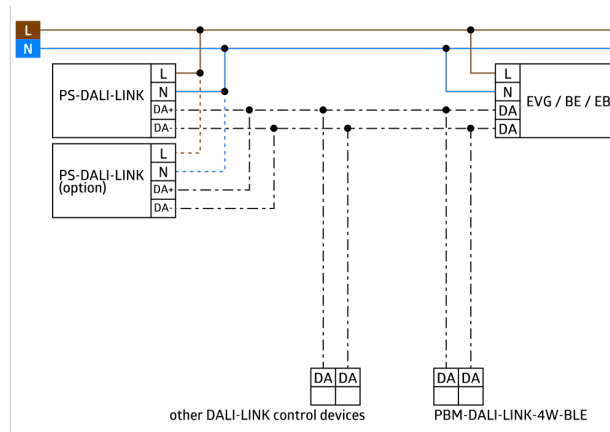 L
N
PS-DALI-LINK
L
N
DA+
DA-
L
N
DA
DA
EVG / BE / EB
PS-DALI-LINK
(option)
L
N
DA+
DA-
DA DA
DA DA
other DALI-LINK control devices
PBM-DALI-LINK-4W-BLE